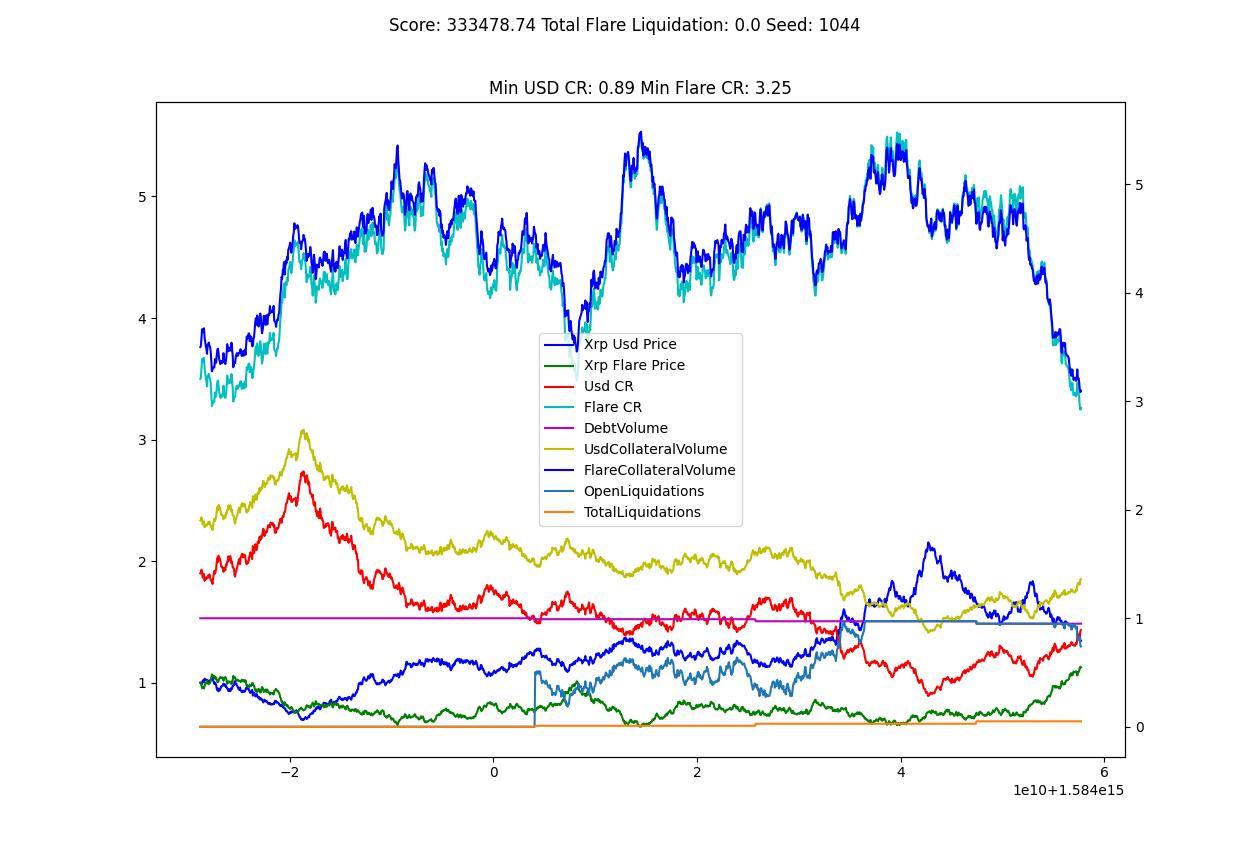 Score: 333478.74 Total Flare Liquidation: 0.0 Seed: 1044
Min USD CR: 0.89 Min Flare CR: 3.25
5
4
3
2
1
5
4
3
2
1
0
Xrp Usd Price
Xrp Flare Price
Usd CR
Flare CR
DebtVolume
UsdCollateralVolume
FlareCollateralVolume
OpenLiquidations
TotalLiquidations
−2 0 2 4 6
1e10+1.584e15